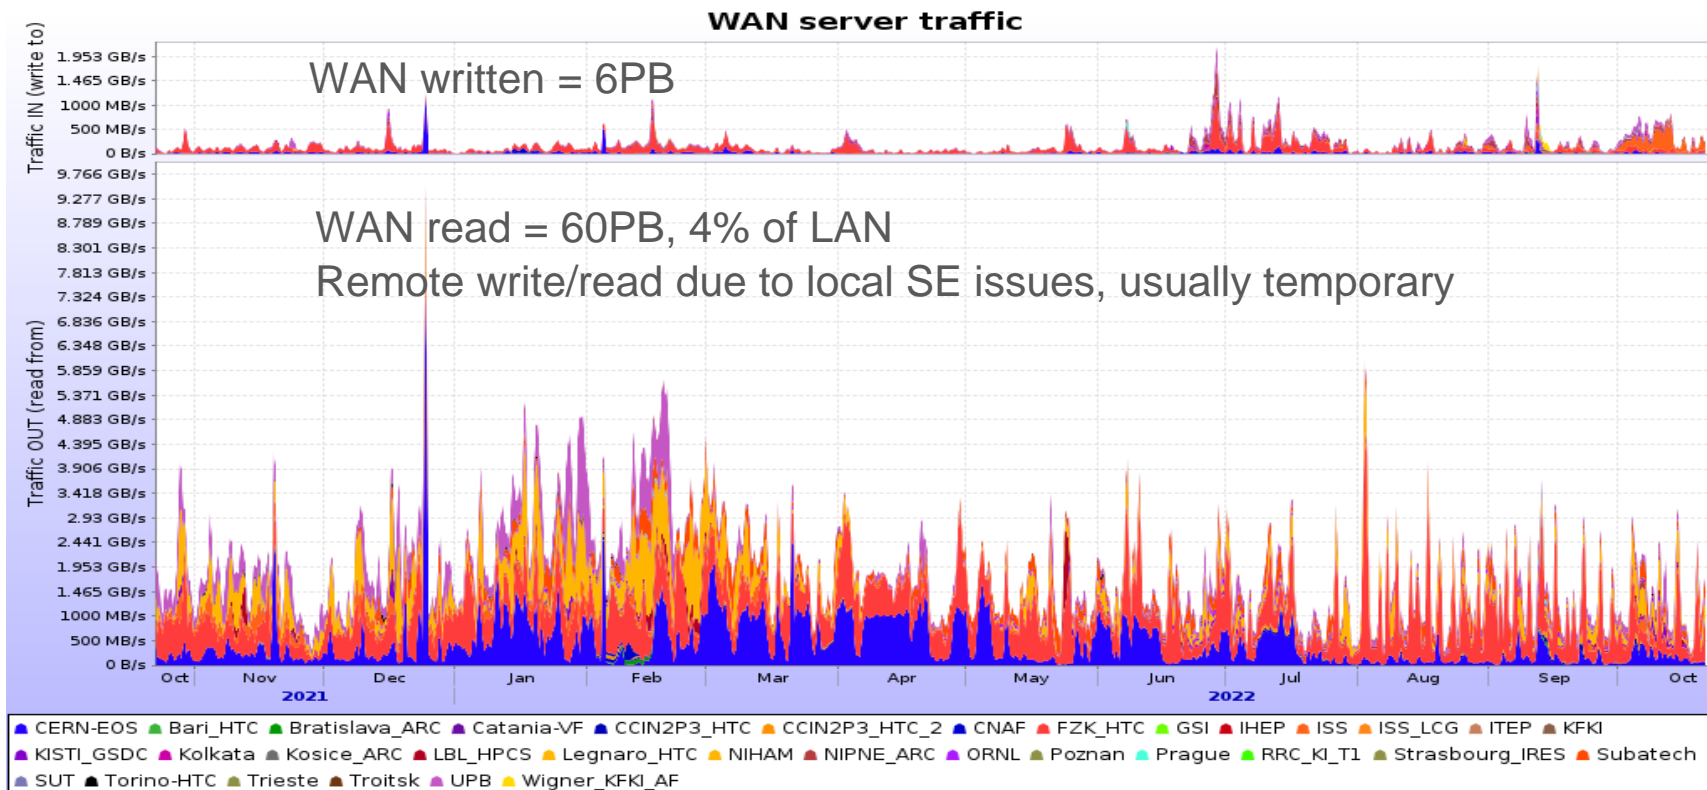 WAN server traffic
Traffic IN (write to)
1.953 GB/s
1.465 GB/s
1000 MB/s
500 MB/s
0 B/s
WAN written = 6PB
Traffic OUT (read from)
9.766 GB/s
9.277 GB/s
8.789 GB/s
8.301 GB/s
7.813 GB/s
7.324 GB/s
6.836 GB/s
6.348 GB/s
5.859 GB/s
5.371 GB/s
4.883 GB/s
4.395 GB/s
3.906 GB/s
3.418 GB/s
2.93 GB/s
2.441 GB/s
1.953 GB/s
1.465 GB/s
1000 MB/s
500 MB/s
0 B/s
WAN read = 60PB, 4% of LAN
Remote write/read due to local SE issues, usually temporary
Oct Nov Dec Jan Feb Mar Apr May Jun Jul Aug Sep Oct
2021 2022
CERN-EOS Bari_HTC Bratislava_ARC Catania-VF CCIN2P3_HTC CCIN2P3_HTC_2 CNAF FZK_HTC GSI IHEP ISS ISS_LCG ITEP KFKI
KISTI_GSDC Kolkata Kosice_ARC LBL_HPCS Legnaro_HTC NIHAM NIPNE_ARC ORNL Poznan Prague RRC_KI_T1 Strasbourg_IRES Subatech
SUT Torino-HTC Trieste Troitsk UPB Wigner_KFKI_AF